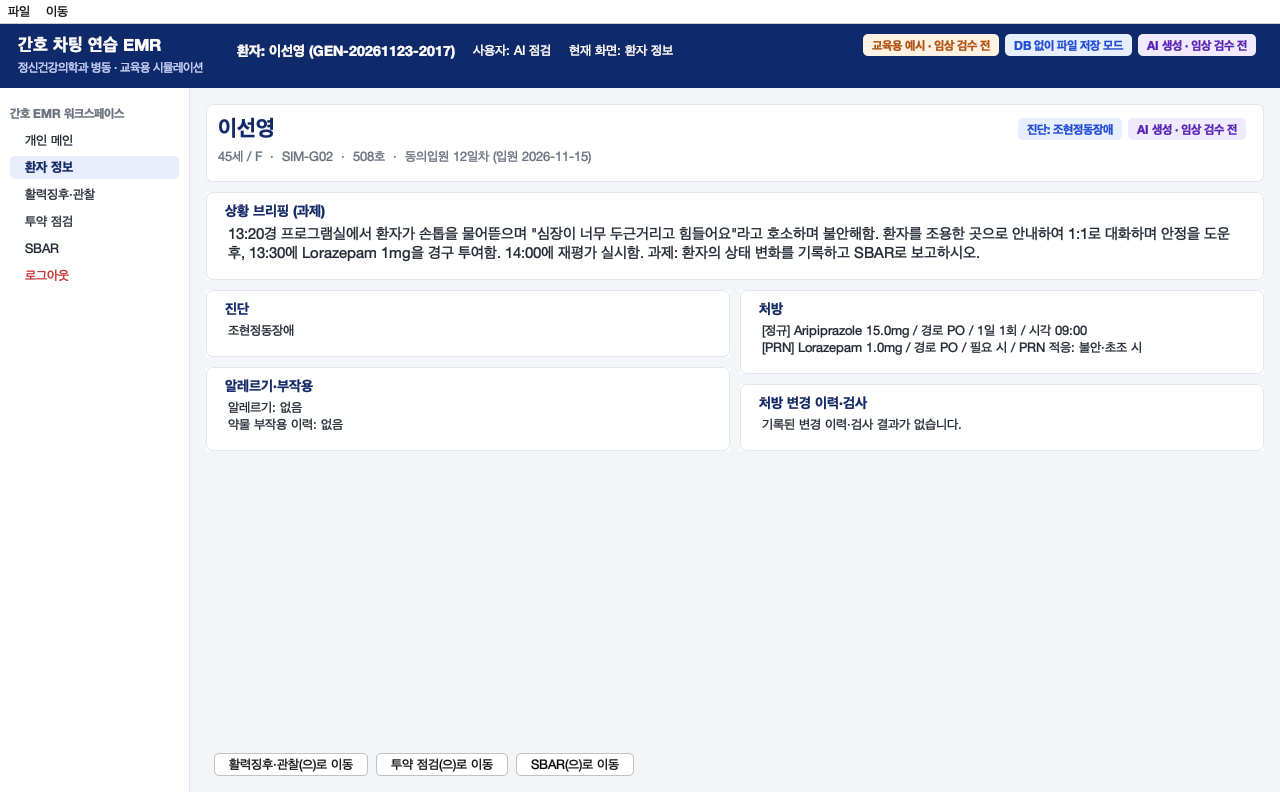 파일 이동
간호 차팅 연습 EMR
정신건강의학과 병동 · 교육용 시뮬레이션
환자: 이선영 (GEN-20261123-2017) 사용자: AI 점검 현재 화면: 환자 정보
교육용 예시 · 임상 검수 전 DB 없이 파일 저장 모드 AI 생성 · 임상 검수 전
간호 EMR 워크스페이스
개인 메인
환자 정보
활력징후·관찰
투약 점검
SBAR
로그아웃
이선영
45세 / F · SIM-G02 · 508호 · 동의입원 12일차 (입원 2026-11-15)
진단: 조현정동장애 AI 생성 · 임상 검수 전
상황 브리핑 (과제)
13:20경 프로그램실에서 환자가 손톱을 물어뜯으며 "심장이 너무 두근거리고 힘들어요"라고 호소하며 불안해함. 환자를 조용한 곳으로 안내하여 1:1로 대화하며 안정을 도운
후, 13:30에 Lorazepam 1mg을 경구 투여함. 14:00에 재평가 실시함. 과제: 환자의 상태 변화를 기록하고 SBAR로 보고하시오.
진단
조현정동장애
알레르기·부작용
알레르기: 없음
약물 부작용 이력: 없음
처방
[정규] Aripiprazole 15.0mg / 경로 PO / 1일 1회 / 시각 09:00
[PRN] Lorazepam 1.0mg / 경로 PO / 필요 시 / PRN 적응: 불안·초조 시
처방 변경 이력·검사
기록된 변경 이력·검사 결과가 없습니다.
활력징후·관찰(으)로 이동 투약 점검(으)로 이동 SBAR(으)로 이동